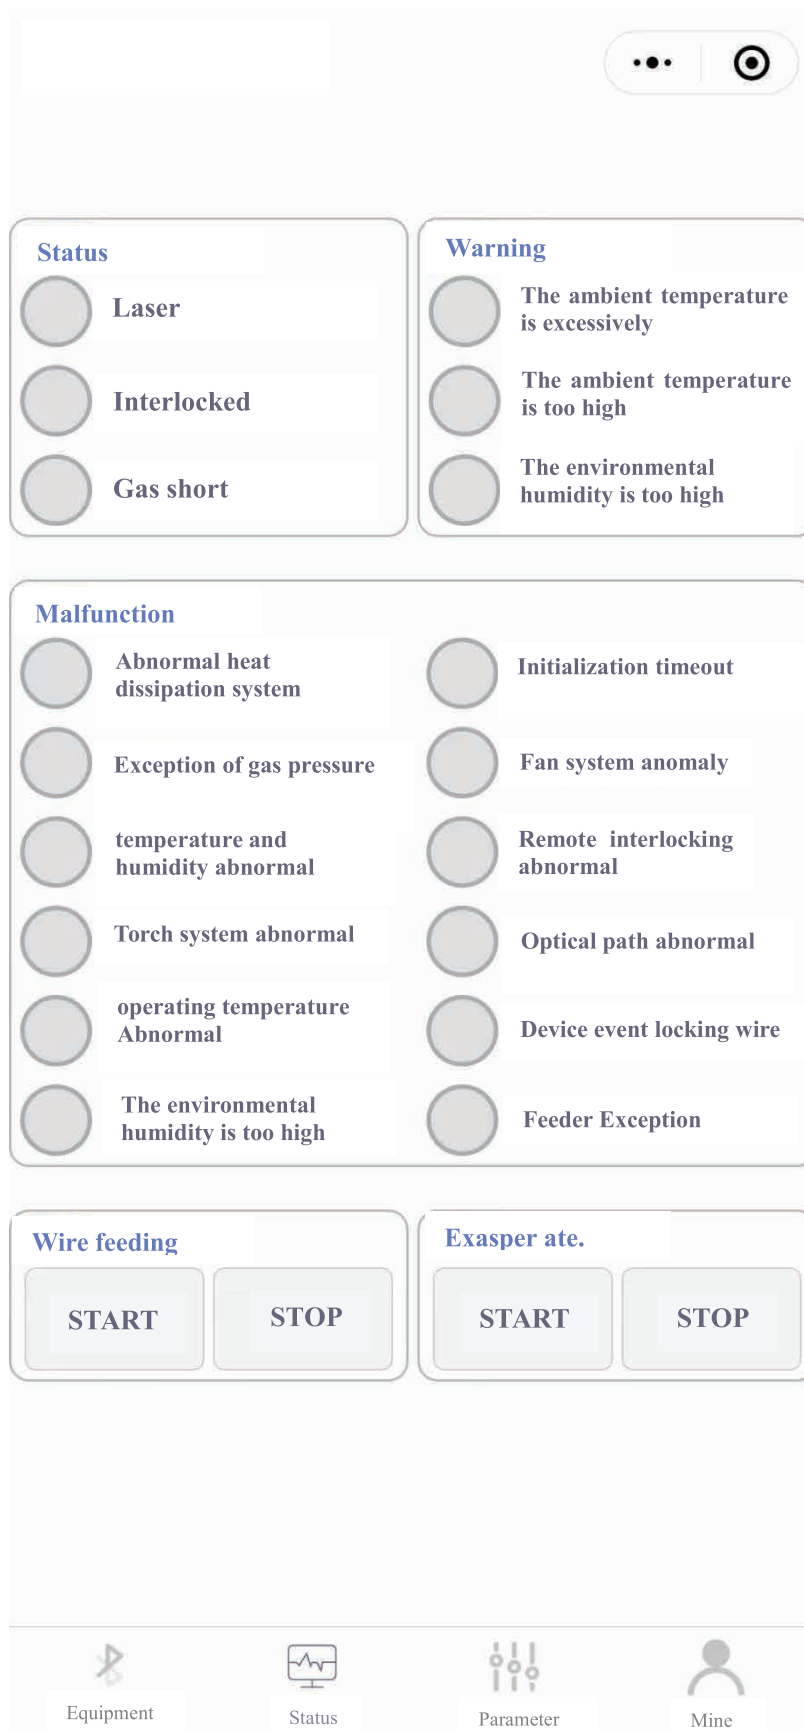 Status
Laser
Interlocked
Gas short
Warning
The ambient temperature
is excessively
The ambient temperature
is too high
The environmental
humidity is too high
Malfunction
Abnormal heat
dissipation system
Initialization timeout
Exception of gas pressure
Fan system anomaly
temperature and
humidity abnormal
Remote interlocking
abnormal
Torch system abnormal
Optical path abnormal
operating temperature
Abnormal
Device event locking wire
The environmental
humidity is too high
Feeder Exception
Wire feeding
START STOP
Exasper ate.
START STOP
Equipment Status Parameter Mine